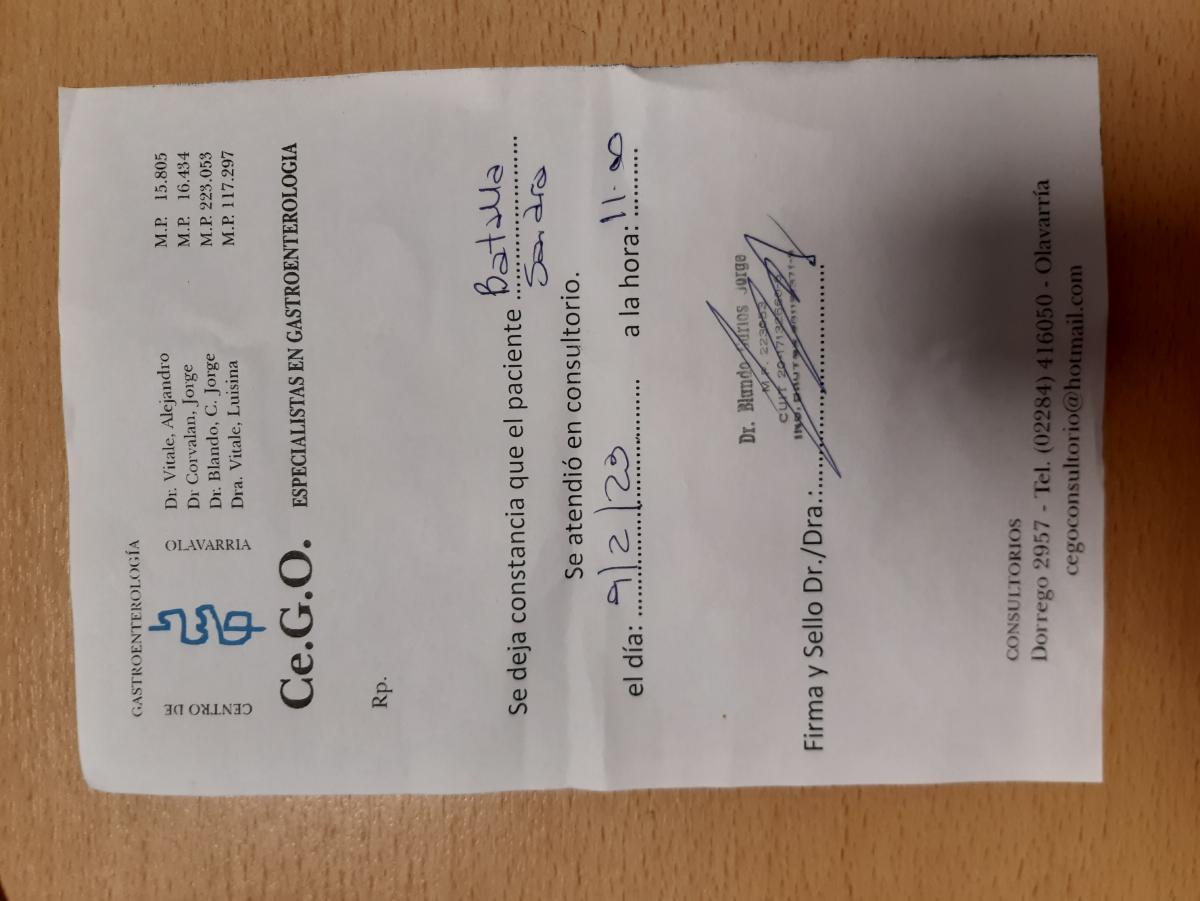 GASTROENTEROLOGÍA
CENTRO DE OLAVARRIA
Dr. Vitale, Alejandro M.P. 15.805
Dr Corvalan, Jorge M.P. 16.434
Dr. Blando, C. Jorge M.P. 223.053
Dra. Vitale, Luisina M.P. 117.297
Ce.G.O. ESPECIALISTAS EN GASTROENTEROLOGIA
Rp.
Se deja constancia que el paciente Batalla
Sandra
Se atendió en consultorio.
el día: 9/2/23 a la hora: 11.00
Dr. Blando Jorge
M.P. 223053
CUIT
Firma y Sello Dr./Dra.:
CONSULTORIOS
Dorrego 2957 - Tel. (02284) 416050 - Olavarría
cegoconsultorio@hotmail.com